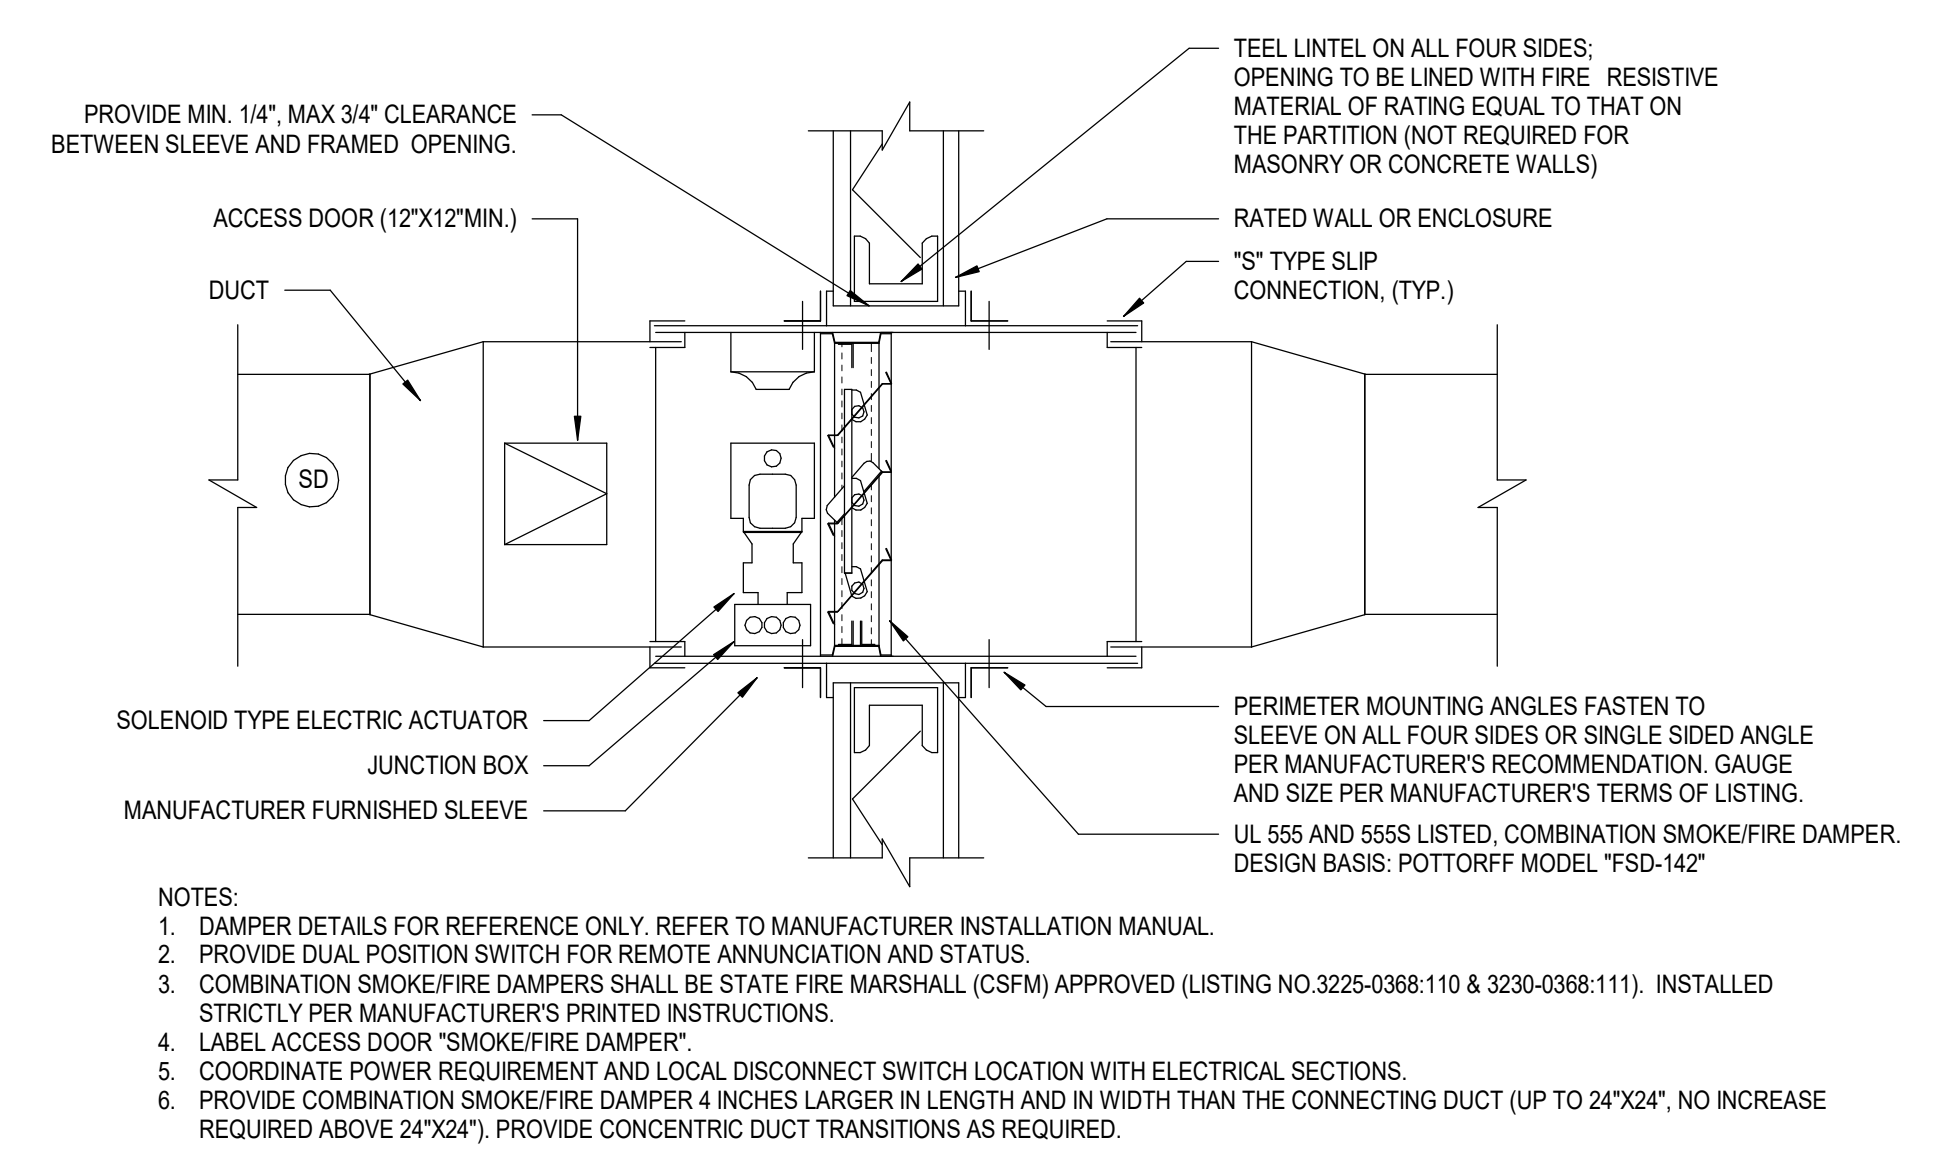 TEEL LINTEL ON ALL FOUR SIDES;
OPENING TO BE LINED WITH FIRE RESISTIVE
MATERIAL OF RATING EQUAL TO THAT ON
THE PARTITION (NOT REQUIRED FOR
MASONRY OR CONCRETE WALLS)
PROVIDE MIN. 1/4", MAX 3/4" CLEARANCE
BETWEEN SLEEVE AND FRAMED OPENING.
ACCESS DOOR (12"X12"MIN.)
RATED WALL OR ENCLOSURE
"S" TYPE SLIP
CONNECTION, (TYP.)
DUCT
SD
SOLENOID TYPE ELECTRIC ACTUATOR
JUNCTION BOX
MANUFACTURER FURNISHED SLEEVE
PERIMETER MOUNTING ANGLES FASTEN TO
SLEEVE ON ALL FOUR SIDES OR SINGLE SIDED ANGLE
PER MANUFACTURER'S RECOMMENDATION. GAUGE
AND SIZE PER MANUFACTURER'S TERMS OF LISTING.
UL 555 AND 555S LISTED, COMBINATION SMOKE/FIRE DAMPER.
DESIGN BASIS: POTTORFF MODEL "FSD-142"
NOTES:
1. DAMPER DETAILS FOR REFERENCE ONLY. REFER TO MANUFACTURER INSTALLATION MANUAL.
2. PROVIDE DUAL POSITION SWITCH FOR REMOTE ANNUNCIATION AND STATUS.
3. COMBINATION SMOKE/FIRE DAMPERS SHALL BE STATE FIRE MARSHALL (CSFM) APPROVED (LISTING NO.3225-0368:110 & 3230-0368:111). INSTALLED
STRICTLY PER MANUFACTURER'S PRINTED INSTRUCTIONS.
4. LABEL ACCESS DOOR "SMOKE/FIRE DAMPER".
5. COORDINATE POWER REQUIREMENT AND LOCAL DISCONNECT SWITCH LOCATION WITH ELECTRICAL SECTIONS.
6. PROVIDE COMBINATION SMOKE/FIRE DAMPER 4 INCHES LARGER IN LENGTH AND IN WIDTH THAN THE CONNECTING DUCT (UP TO 24"X24", NO INCREASE
REQUIRED ABOVE 24"X24"). PROVIDE CONCENTRIC DUCT TRANSITIONS AS REQUIRED.